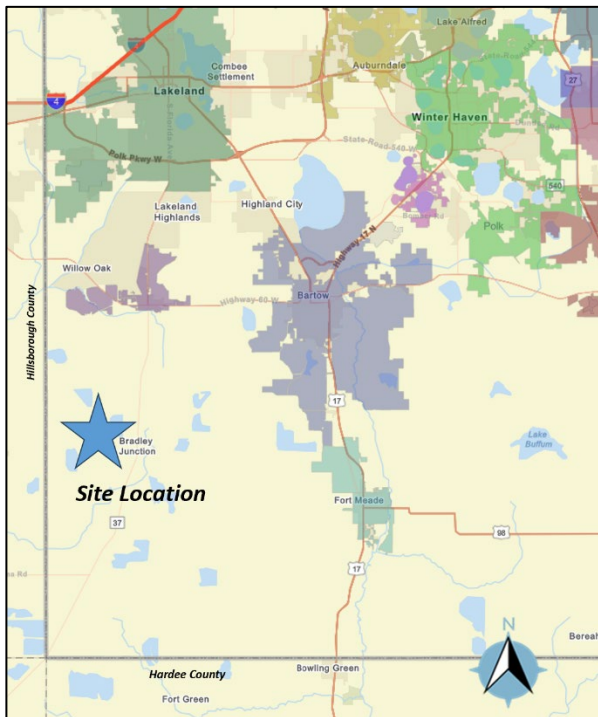 Lake Alfred
Combee
Settlement
Auburndale
Lakeland
27
4
Winter Haven
State Road 540 W
Polk Pkwy W
Lakeland
Highlands
Highland City
540
Polk
Highway 17 N
Willow Oak
Highway 60 W
Bartow
Hillsborough County
17
Bradley
Junction
Lake
Buffum
Site Location
Fort Meade
37
98
17
N
Bereah
Bowling Green
Hardee County
Fort Green